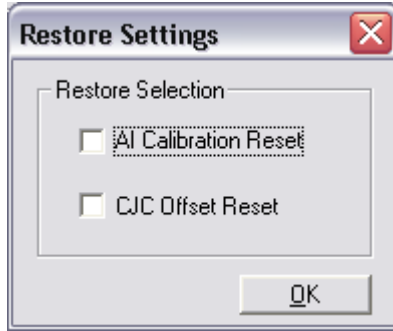 Restore Settings
Restore Selection
AI Calibration Reset
CJC Offset Reset
OK